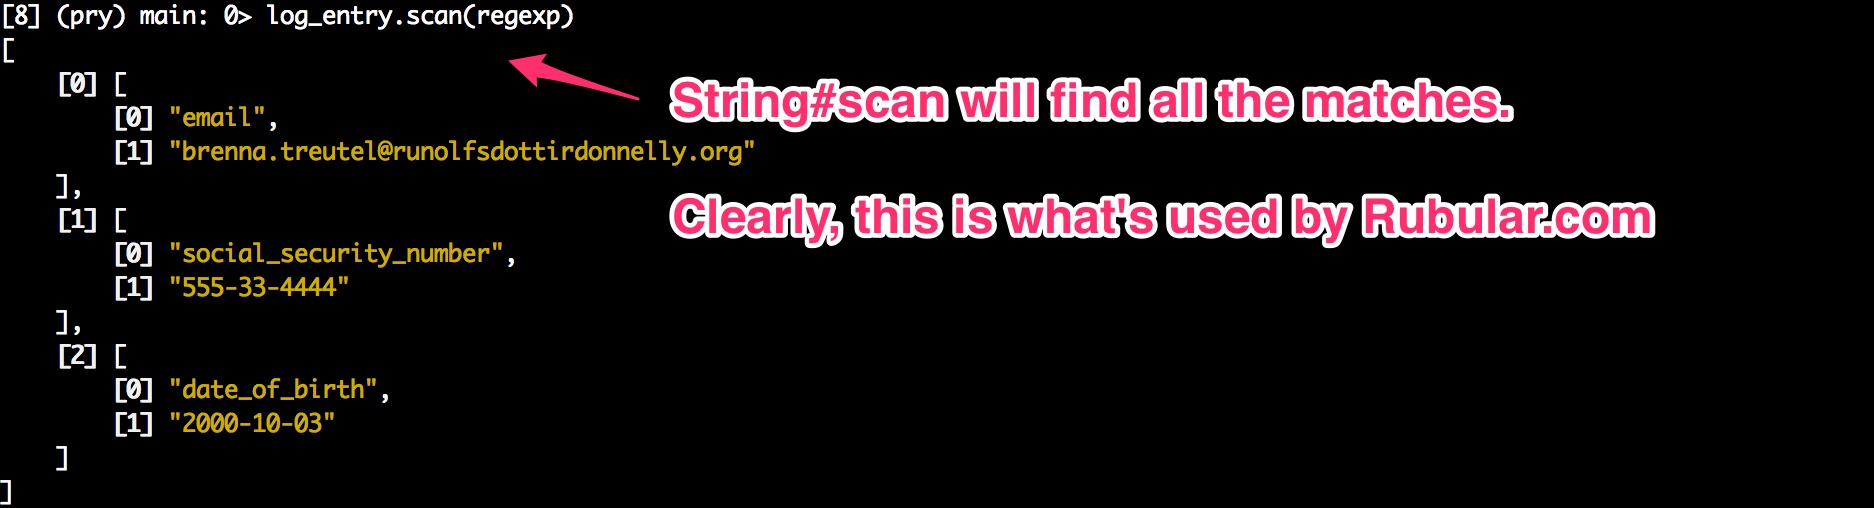 [8] (pry) main: 0> log_entry.scan(regexp)
[
[0] [
[0] "email",
[1] "brenna.treutel@runolfsdottirdonnelly.org"
],
[1] [
[0] "social_security_number",
[1] "555-33-4444"
],
[2] [
[0] "date_of_birth",
[1] "2000-10-03"
]
]
String#scan will find all the matches.
Clearly, this is what's used by Rubular.com